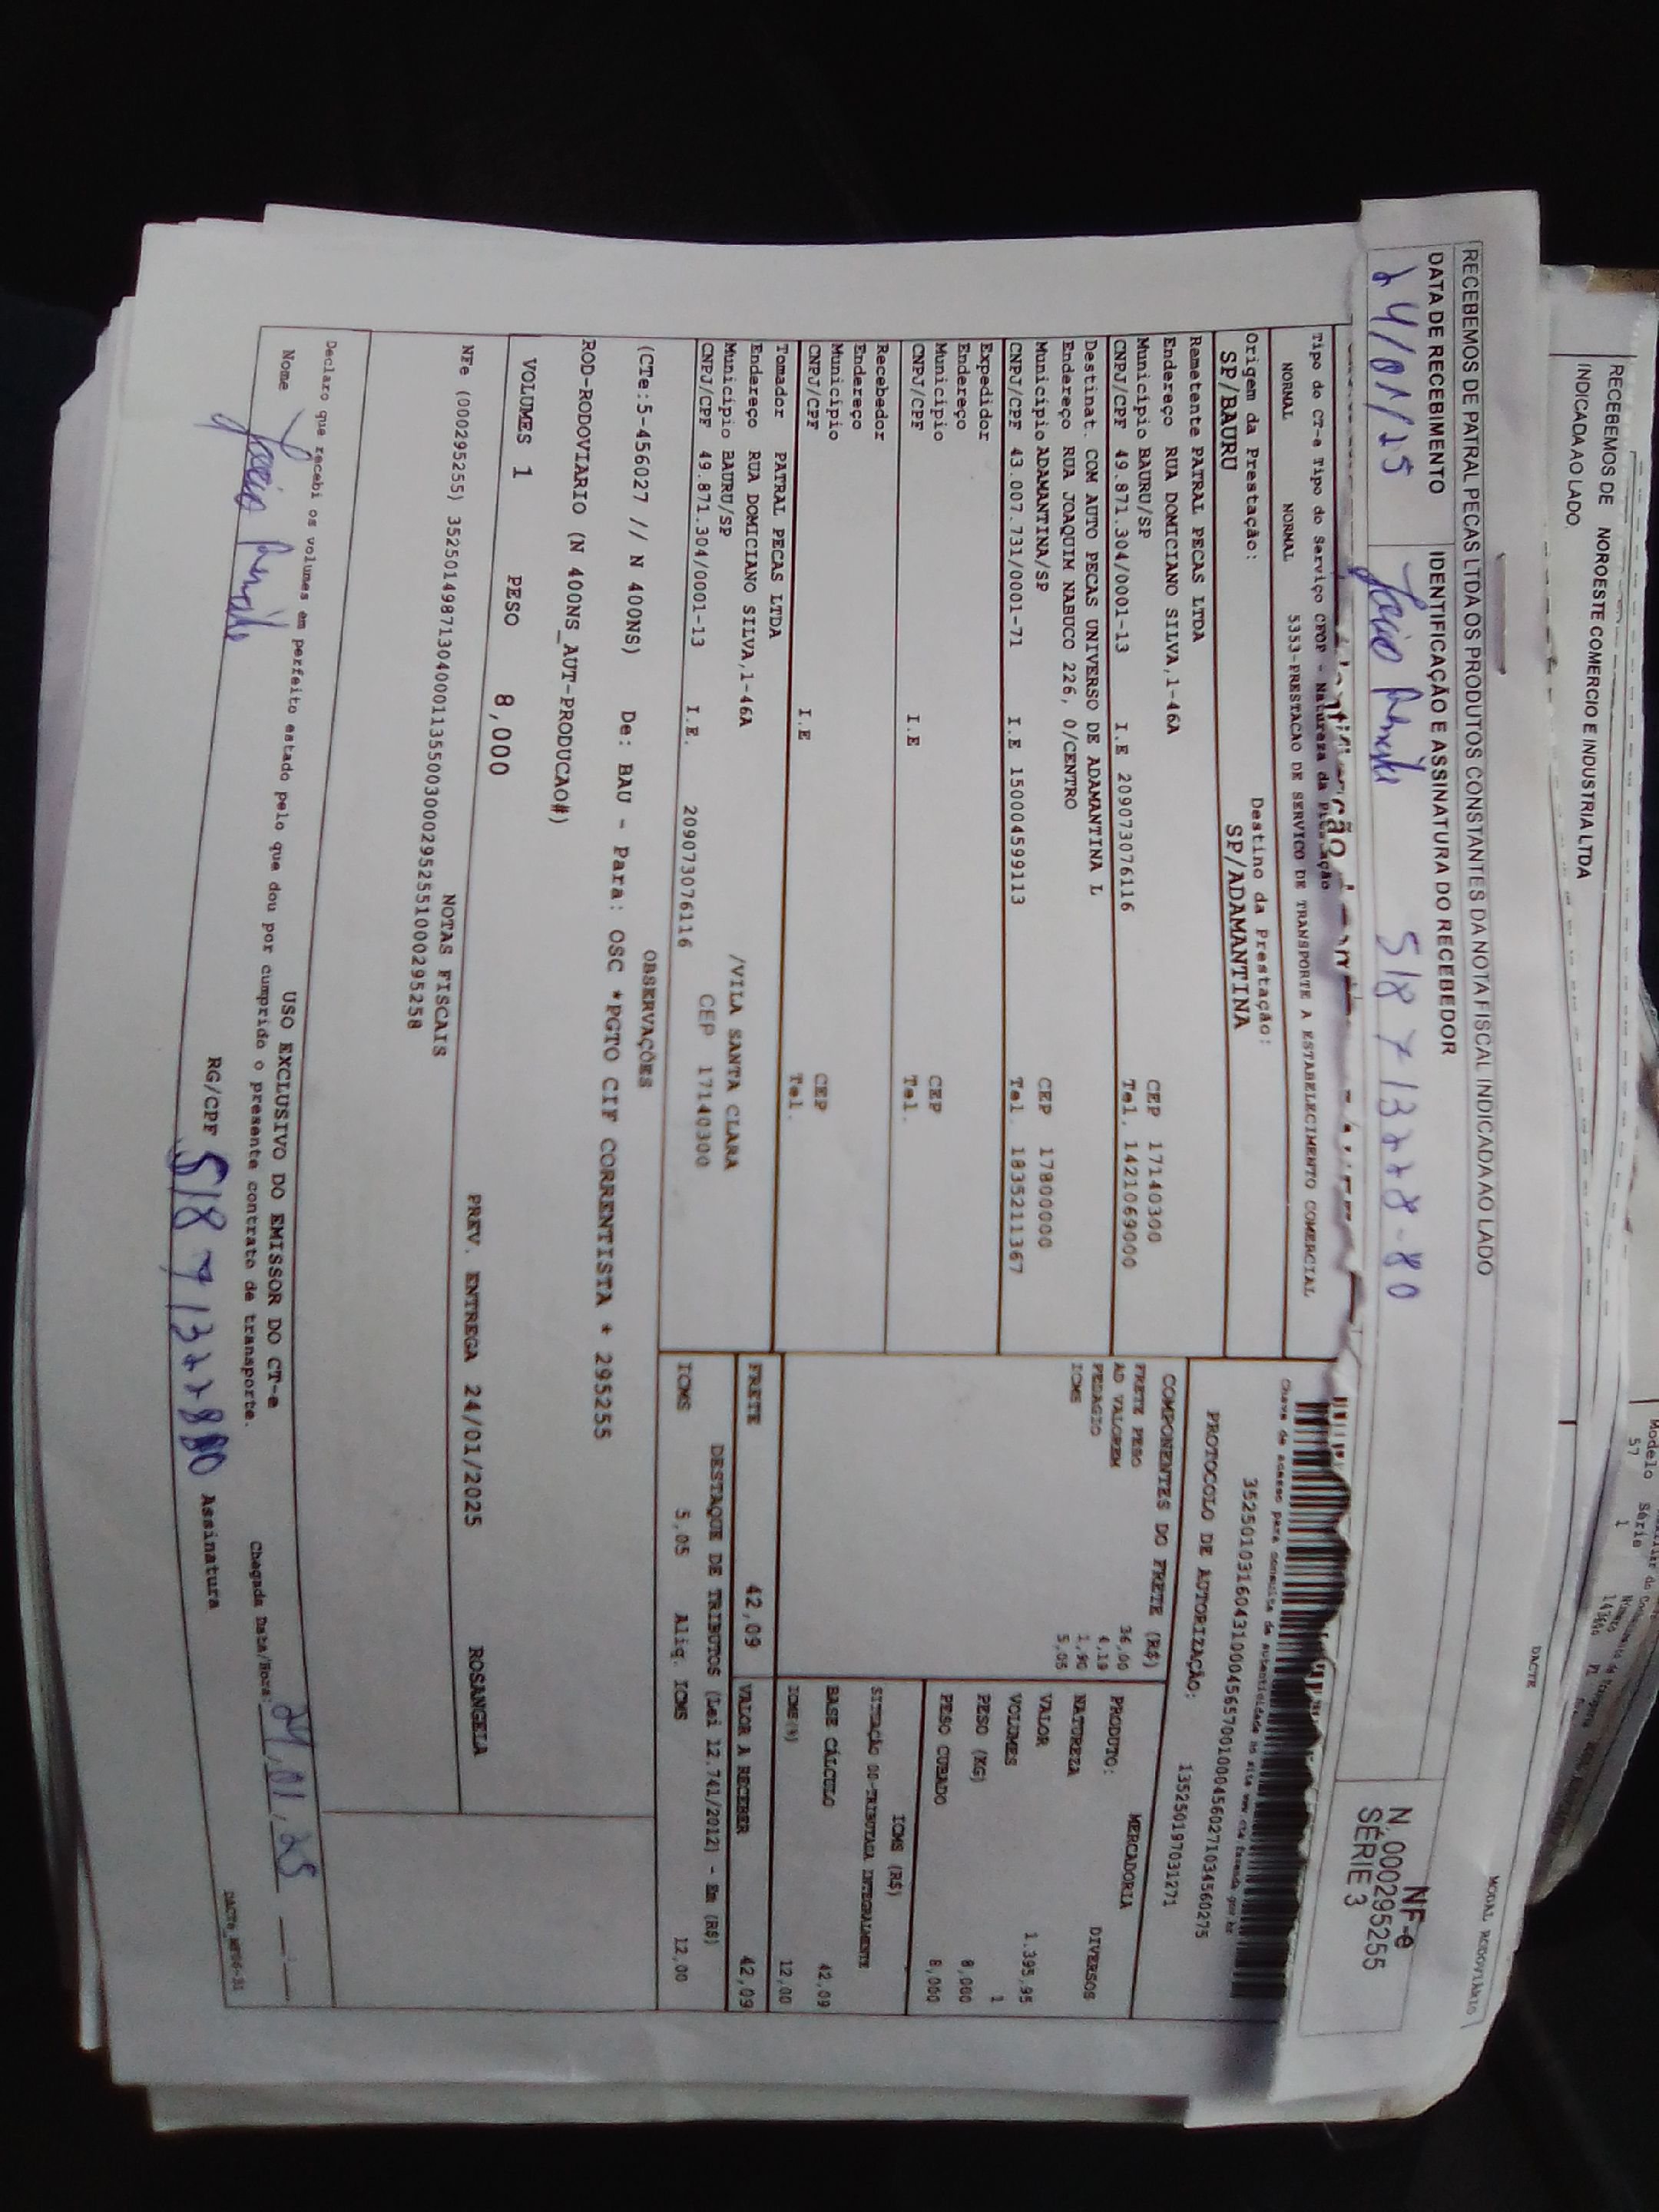 RECEBEMOS DE NOROESTE COMERCIO E INDUSTRIA LTDA
INDICADA AO LADO.
Modelo Série
57 1
DACTE
MODAL RODOVIÁRIO
RECEBEMOS DE PATRAL PECAS LTDA OS PRODUTOS CONSTANTES DA NOTA FISCAL INDICADA AO LADO
DATA DE RECEBIMENTO IDENTIFICAÇÃO E ASSINATURA DO RECEBEDOR
24/01/25
NF-e
N. 000295255
SÉRIE 3
Tipo do CT-e Tipo do Serviço CFOP - Natureza da Prestação
NORMAL NORMAL 5353-PRESTACAO DE SERVICO DE TRANSPORTE A ESTABELECIMENTO COMERCIAL
Origem da Prestação: Destino da Prestação:
SP/BAURU SP/ADAMANTINA
Chave de acesso para consulta de autenticidade no site
PROTOCOLO DE AUTORIZAÇÃO: 135250197031271
Remetente PATRAL PECAS LTDA
Endereço RUA DOMICIANO SILVA,1-46A
Município BAURU/SP CEP 17140300
CNPJ/CPF 49.871.304/0001-13 I.E 209073076116 Tel. 1421069000
Destinat. COM AUTO PECAS UNIVERSO DE ADAMANTINA L
Endereço RUA JOAQUIM NABUCO 226, 0/CENTRO
Município ADAMANTINA/SP CEP 17800000
CNPJ/CPF 43.007.731/0001-71 I.E 150004599113 Tel. 1835211367
Expedidor
Endereço
Município CEP
CNPJ/CPF I.E Tel.
Recebedor
Endereço
Município CEP
CNPJ/CPF I.E Tel.
Tomador PATRAL PECAS LTDA
Endereço RUA DOMICIANO SILVA,1-46A /VILA SANTA CLARA
Município BAURU/SP CEP 17140300
CNPJ/CPF 49.871.304/0001-13 I.E. 209073076116
COMPONENTES DO FRETE (R$)
FRETE PESO 36,00
AD VALOREM 4,19
PEDAGIO 1,90
ICMS 5,05
MERCADORIA
PRODUTO: DIVERSOS
NATUREZA
VALOR 1.395,95
VOLUMES 1
PESO (KG) 8,000
PESO CUBADO 8,000
ICMS (R$)
SITUAÇÃO 00-TRIBUTADA INTEGRALMENTE
BASE CÁLCULO 42,09
ICMS(%) 12,00
FRETE 42,09 VALOR A RECEBER 42,09
DESTAQUE DE TRIBUTOS (Lei 12.741/2012) - Em (R$)
ICMS 5,05 Aliq. ICMS 12,00
OBSERVAÇÕES
(CTe:5-456027 // N 400NS) De: BAU - Para: OSC *PGTO CIF CORRENTISTA * 295255
ROD-RODOVIARIO (N 400NS_AUT-PRODUCAO#)
VOLUMES 1 PESO 8,000
PREV. ENTREGA 24/01/2025 ROSANGELA
NOTAS FISCAIS
NFe (000295255) 35250149871304000113550030002952551000295258
USO EXCLUSIVO DO EMISSOR DO CT-e
Declaro que recebi os volumes em perfeito estado pelo que dou por cumprido o presente contrato de transporte.
Chegada Data/Hora: 24,01,25
Nome RG/CPF Assinatura